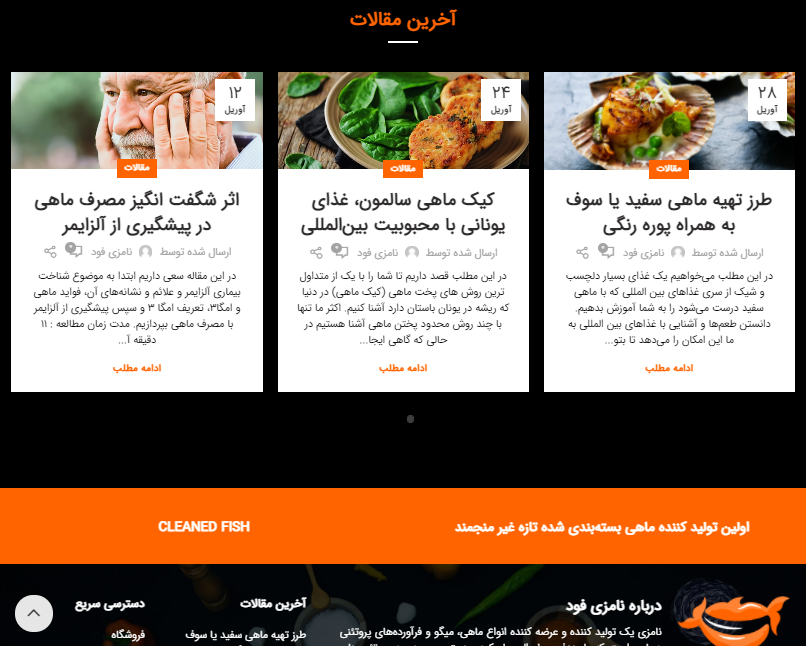 آخرین مقالات
۲۸
آوریل
مقالات
طرز تهیه ماهی سفید یا سوف
به همراه پوره رنگی
ارسال شده توسط نامزی فود
در این مطلب می‌خواهیم یک غذای بسیار دلچسب
و شیک از سری غذاهای بین المللی که با ماهی
سفید درست می‌شود را به شما آموزش بدهیم.
دانستن طعم‌ها و آشنایی با غذاهای بین المللی به
ما این امکان را می‌دهد تا بتو...
ادامه مطلب
۲۴
آوریل
مقالات
کیک ماهی سالمون، غذای
یونانی با محبوبیت بین‌المللی
ارسال شده توسط نامزی فود
در این مطلب قصد داریم تا شما را با یک از متداول
ترین روش های پخت ماهی (کیک ماهی) در دنیا
که ریشه در یونان باستان دارد آشنا کنیم. اکثر ما تنها
با چند روش محدود پختن ماهی آشنا هستیم در
حالی که گاهی ایجا...
ادامه مطلب
۱۲
آوریل
مقالات
اثر شگفت انگیز مصرف ماهی
در پیشگیری از آلزایمر
ارسال شده توسط نامزی فود
در این مقاله سعی داریم ابتدا به موضوع شناخت
بیماری آلزایمر و علائم و نشانه‌های آن، فواید ماهی
و امگا۳، تعریف امگا ۳ و سپس پیشگیری از آلزایمر
با مصرف ماهی بپردازیم. مدت زمان مطالعه : ۱۱
دقیقه آ...
ادامه مطلب
اولین تولید کننده ماهی بسته‌بندی شده تازه غیر منجمد
CLEANED FISH
درباره نامزی فود
نامزی یک تولید کننده و عرضه کننده انواع ماهی، میگو و فرآورده‌های پروتئنی
آخرین مقالات
طرز تهیه ماهی سفید یا سوف
دسترسی سریع
فروشگاه